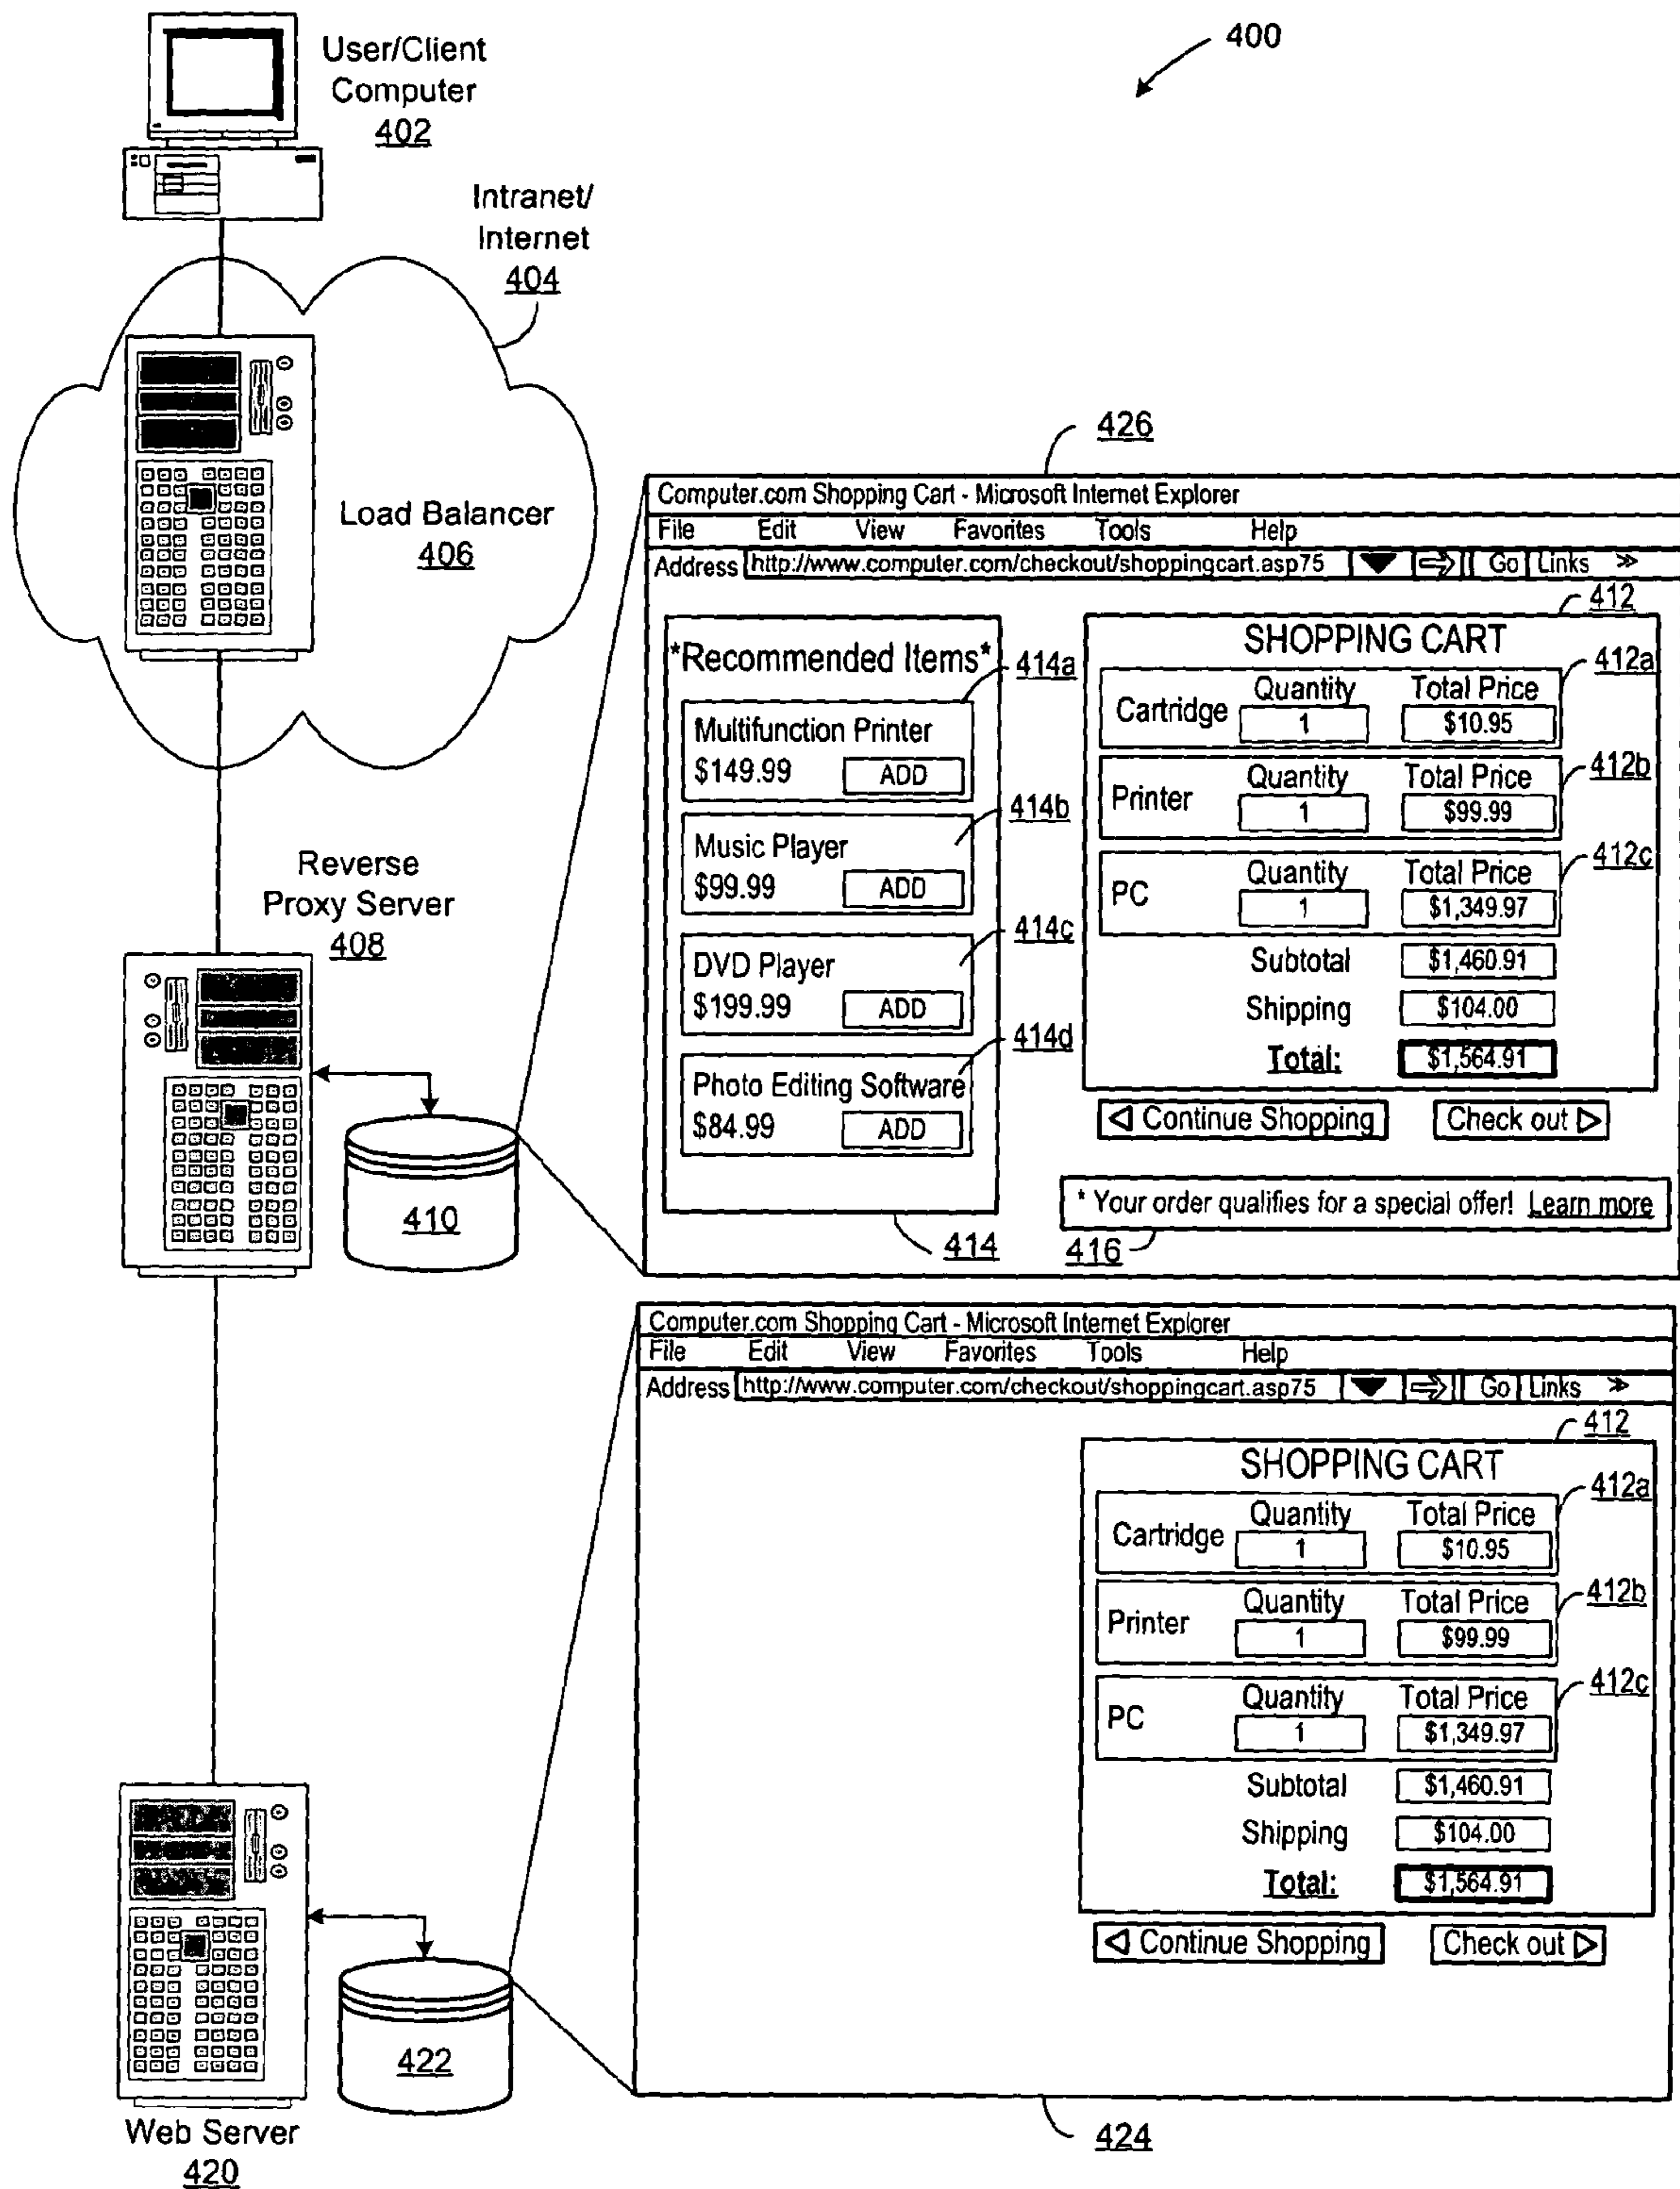 400
User/Client
Computer
402
Intranet/
Internet
404
Load Balancer
406
Reverse
Proxy Server
408
410
426
Computer.com Shopping Cart - Microsoft Internet Explorer
File Edit View Favorites Tools Help
Address http://www.computer.com/checkout/shoppingcart.asp75 Go Links >>
*Recommended Items*
414a
Multifunction Printer
$149.99 ADD
414b
Music Player
$99.99 ADD
414c
DVD Player
$199.99 ADD
414d
Photo Editing Software
$84.99 ADD
414
412
SHOPPING CART
412a
Quantity Total Price
Cartridge 1 $10.95
412b
Quantity Total Price
Printer 1 $99.99
412c
Quantity Total Price
PC 1 $1,349.97
Subtotal $1,460.91
Shipping $104.00
Total: $1,564.91
Continue Shopping Check out
* Your order qualifies for a special offer! Learn more
416
Computer.com Shopping Cart - Microsoft Internet Explorer
File Edit View Favorites Tools Help
Address http://www.computer.com/checkout/shoppingcart.asp75 Go Links >>
412
SHOPPING CART
412a
Quantity Total Price
Cartridge 1 $10.95
412b
Quantity Total Price
Printer 1 $99.99
412c
Quantity Total Price
PC 1 $1,349.97
Subtotal $1,460.91
Shipping $104.00
Total: $1,564.91
Continue Shopping Check out
424
422
Web Server
420